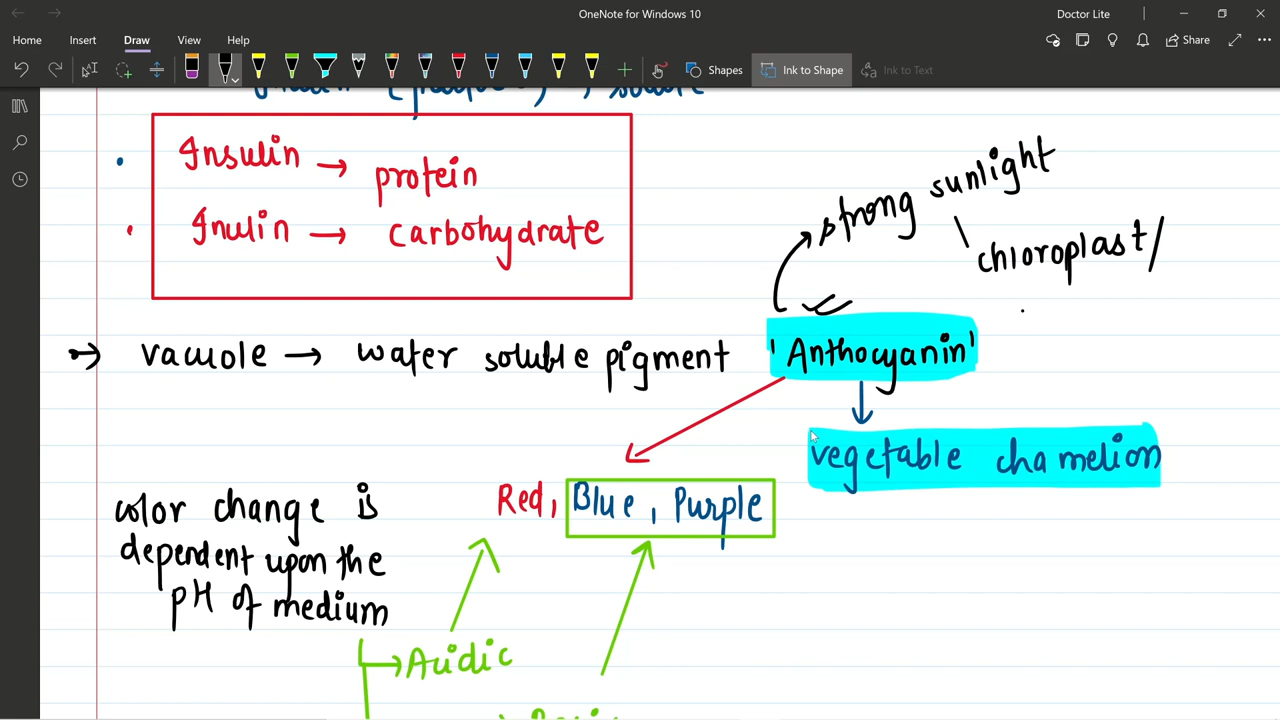 OneNote for Windows 10
Doctor Lite
Home Insert Draw View Help
Share
Shapes
Ink to Shape
Ink to Text
Insulin → protein
Inulin → carbohydrate
strong sunlight
chloroplast/
vacuole → water soluble pigment 'Anthocyanin'
vegetable chamelion
Red, Blue, Purple
color change is
dependent upon the
pH of medium
Acidic